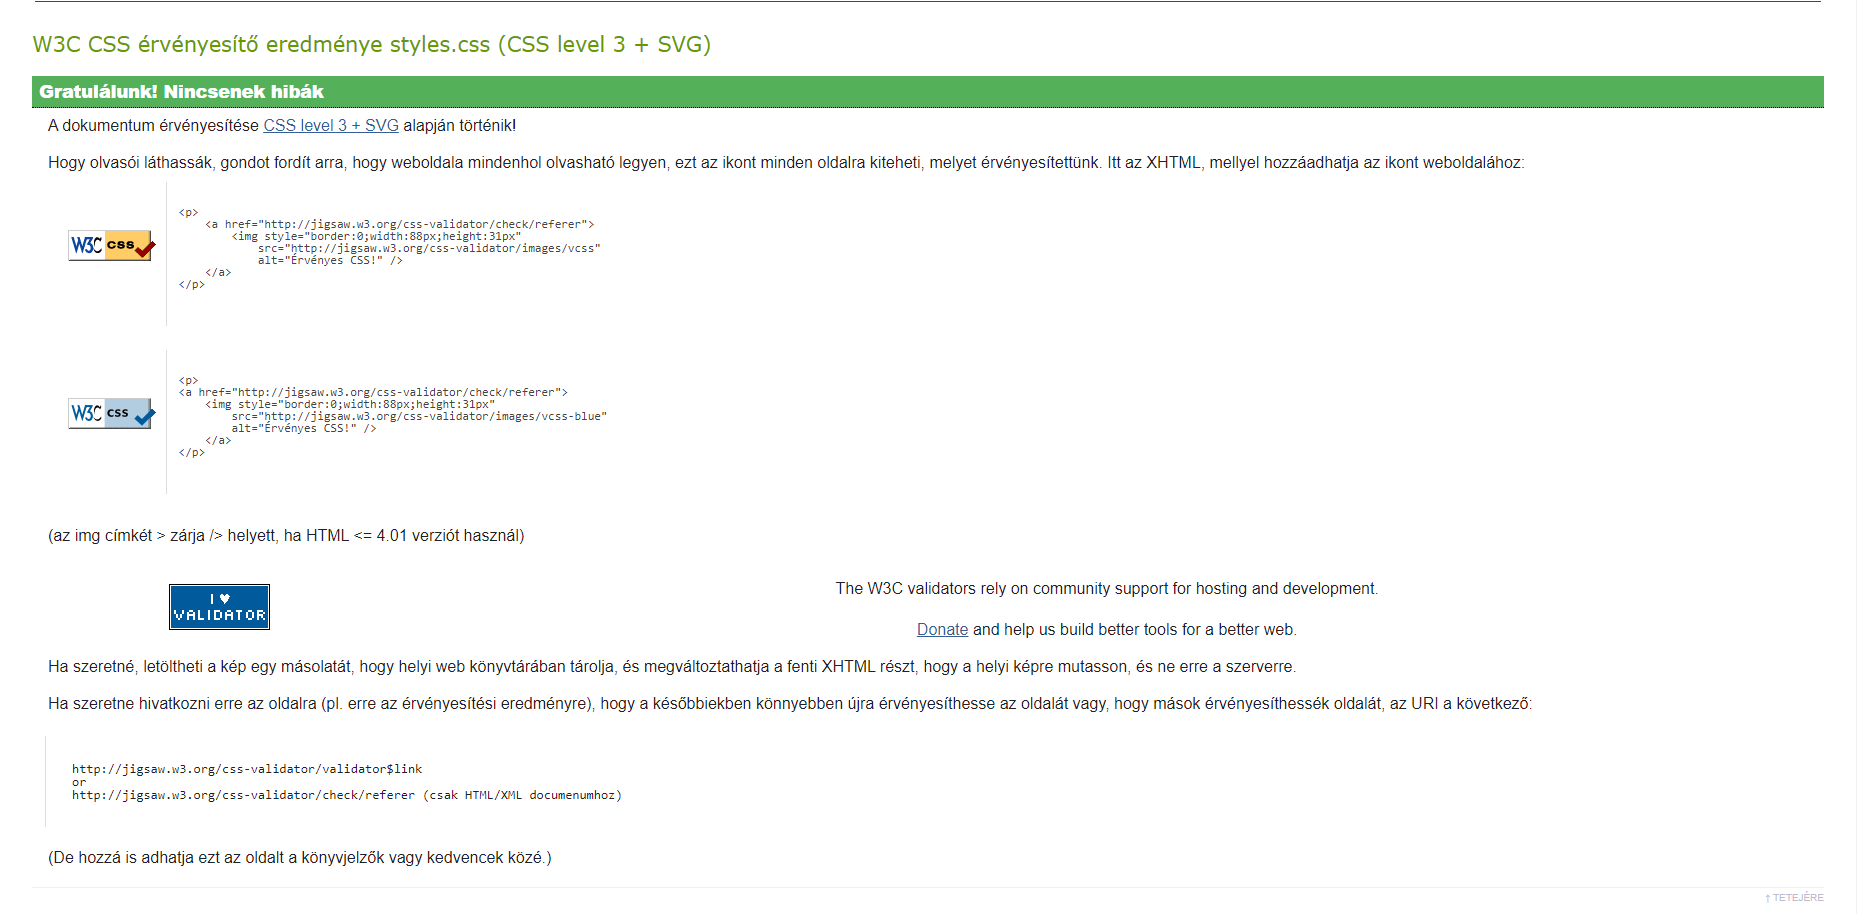 W3C CSS érvényesítő eredménye styles.css (CSS level 3 + SVG)
Gratulálunk! Nincsenek hibák
A dokumentum érvényesítése CSS level 3 + SVG alapján történik!
Hogy olvasói láthassák, gondot fordít arra, hogy weboldala mindenhol olvasható legyen, ezt az ikont minden oldalra kiteheti, melyet érvényesítettünk. Itt az XHTML, mellyel hozzáadhatja az ikont weboldalához:
W3C css
<p>
<a href="http://jigsaw.w3.org/css-validator/check/referer">
<img style="border:0;width:88px;height:31px"
src="http://jigsaw.w3.org/css-validator/images/vcss"
alt="Érvényes CSS!" />
</a>
</p>
W3C css
<p>
<a href="http://jigsaw.w3.org/css-validator/check/referer">
<img style="border:0;width:88px;height:31px"
src="http://jigsaw.w3.org/css-validator/images/vcss-blue"
alt="Érvényes CSS!" />
</a>
</p>
(az img címkét > zárja /> helyett, ha HTML <= 4.01 verziót használ)
I ♥
VALIDATOR
The W3C validators rely on community support for hosting and development.
Donate and help us build better tools for a better web.
Ha szeretné, letöltheti a kép egy másolatát, hogy helyi web könyvtárában tárolja, és megváltoztathatja a fenti XHTML részt, hogy a helyi képre mutasson, és ne erre a szerverre.
Ha szeretne hivatkozni erre az oldalra (pl. erre az érvényesítési eredményre), hogy a későbbiekben könnyebben újra érvényesíthesse az oldalát vagy, hogy mások érvényesíthessék oldalát, az URI a következő:
http://jigsaw.w3.org/css-validator/validator$link
or
http://jigsaw.w3.org/css-validator/check/referer (csak HTML/XML documenumhoz)
(De hozzá is adhatja ezt az oldalt a könyvjelzők vagy kedvencek közé.)
↑ TETEJÉRE